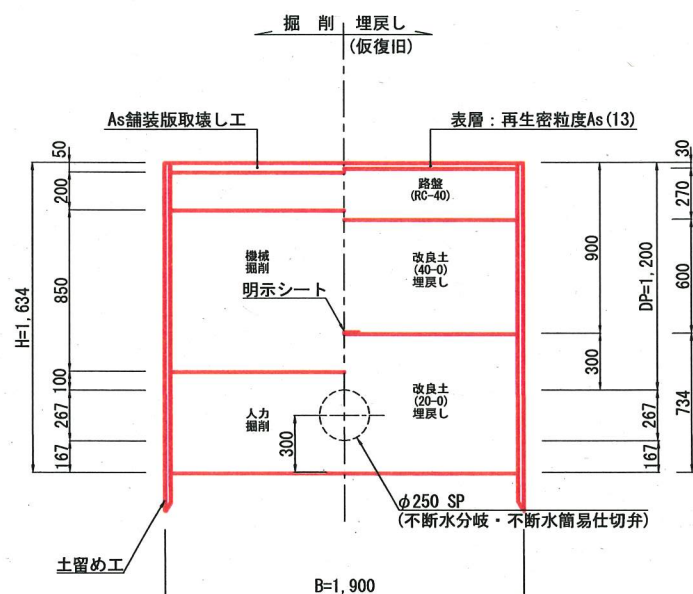 掘 削 埋戻し
(仮復旧)
As舗装版取壊し工
表層：再生密粒度As(13)
50
200
850
100
267
167
H=1,634
路盤
(RC-40)
機械
掘削
改良土
(40-0)
埋戻し
明示シート
人力
掘削
改良土
(20-0)
埋戻し
300
900
300
DP=1,200
267
167
30
270
600
734
φ250 SP
(不断水分岐・不断水簡易仕切弁)
土留め工
B=1,900